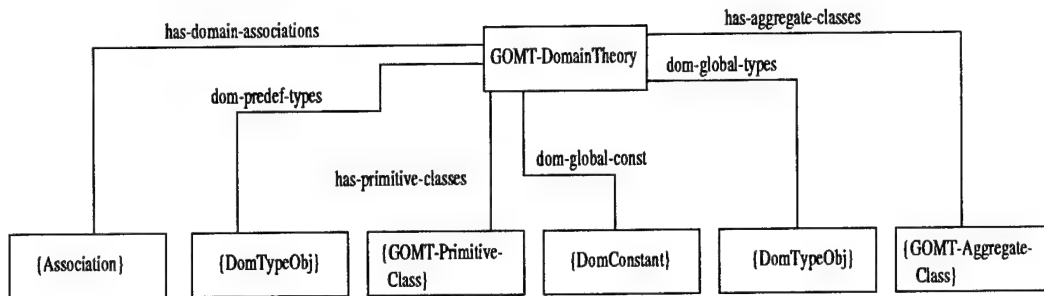 has-domain-associations
has-aggregate-classes
GOMT-DomainTheory
dom-global-types
dom-predef-types
dom-global-const
has-primitive-classes
{Association}
{DomTypeObj}
{GOMT-Primitive-
Class}
{DomConstant}
{DomTypeObj}
{GOMT-Aggregate-
Class}